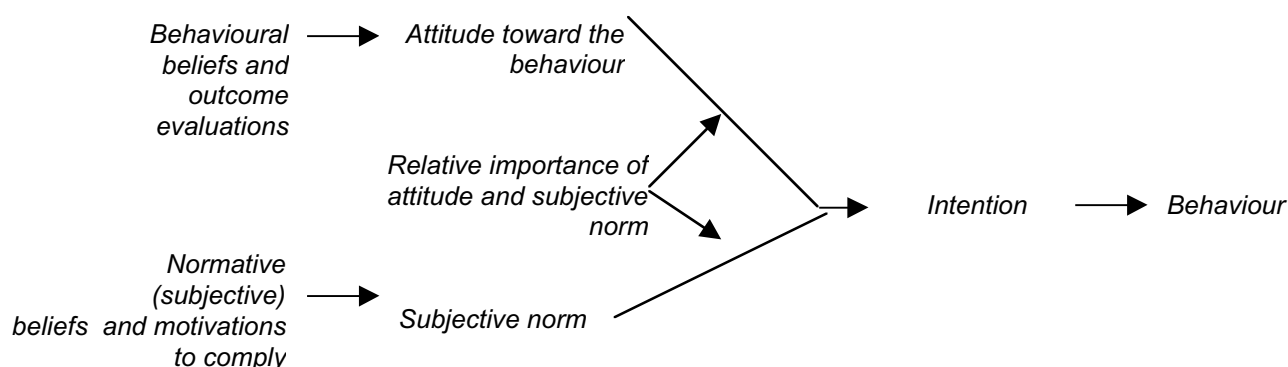 Behavioural
beliefs and
outcome
evaluations
Attitude toward the
behaviour
Relative importance of
attitude and subjective
norm
Intention
Behaviour
Normative
(subjective)
beliefs and motivations
to comply
Subjective norm